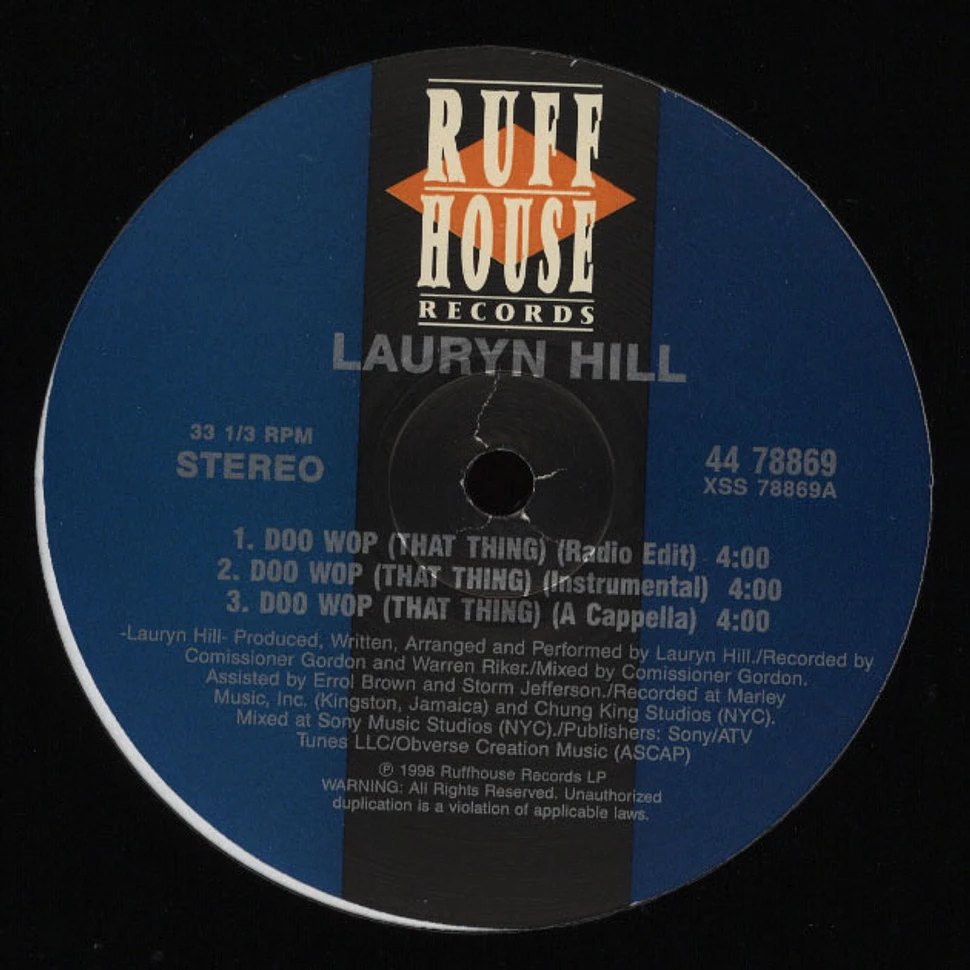 RUFF
HOUSE
RECORDS
LAURYN HILL
33 1/3 RPM
STEREO
44 78869
XSS 78869A
1. DOO WOP (THAT THING) (Radio Edit) 4:00
2. DOO WOP (THAT THING) (Instrumental) 4:00
3. DOO WOP (THAT THING) (A Cappella) 4:00
-Lauryn Hill- Produced, Written, Arranged and Performed by Lauryn Hill./Recorded by
Comissioner Gordon and Warren Riker./Mixed by Comissioner Gordon.
Assisted by Errol Brown and Storm Jefferson./Recorded at Marley
Music, Inc. (Kingston, Jamaica) and Chung King Studios (NYC).
Mixed at Sony Music Studios (NYC)./Publishers: Sony/ATV
Tunes LLC/Obverse Creation Music (ASCAP)
℗ 1998 Ruffhouse Records LP
WARNING: All Rights Reserved. Unauthorized
duplication is a violation of applicable laws.